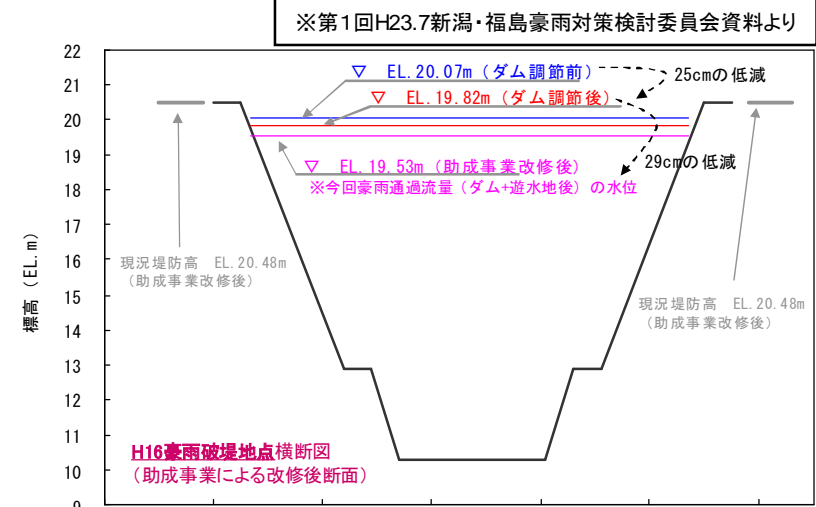 ※第1回H23.7新潟・福島豪雨対策検討委員会資料より
22
21
20
19
18
17
16
15
14
13
12
11
10
9
標高（EL.m）
▽ EL.20.07m（ダム調節前）
25cmの低減
▽ EL.19.82m（ダム調節後）
29cmの低減
▽ EL.19.53m（助成事業改修後）
※今回豪雨通過流量（ダム+遊水地後）の水位
現況堤防高 EL.20.48m
（助成事業改修後）
現況堤防高 EL.20.48m
（助成事業改修後）
H16豪雨破堤地点横断図
（助成事業による改修後断面）